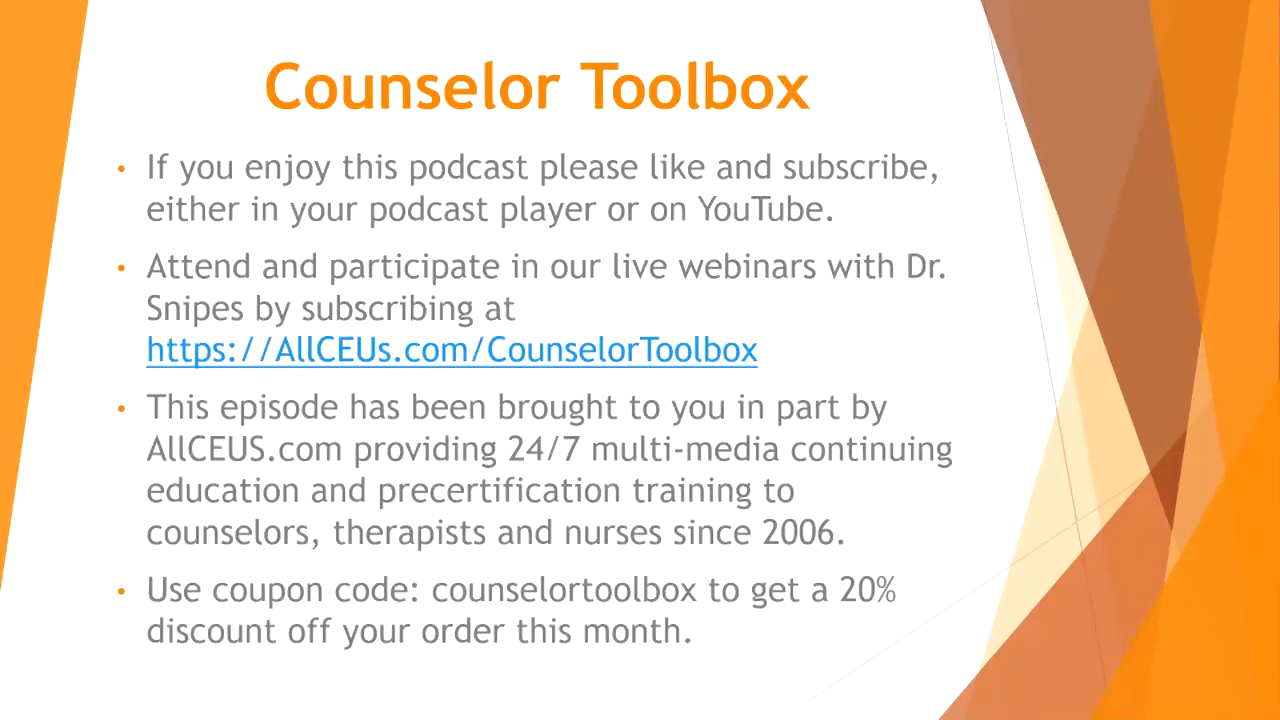 Counselor Toolbox
• If you enjoy this podcast please like and subscribe,
either in your podcast player or on YouTube.
• Attend and participate in our live webinars with Dr.
Snipes by subscribing at
https://AllCEUs.com/CounselorToolbox
• This episode has been brought to you in part by
AllCEUS.com providing 24/7 multi-media continuing
education and precertification training to
counselors, therapists and nurses since 2006.
• Use coupon code: counselortoolbox to get a 20%
discount off your order this month.